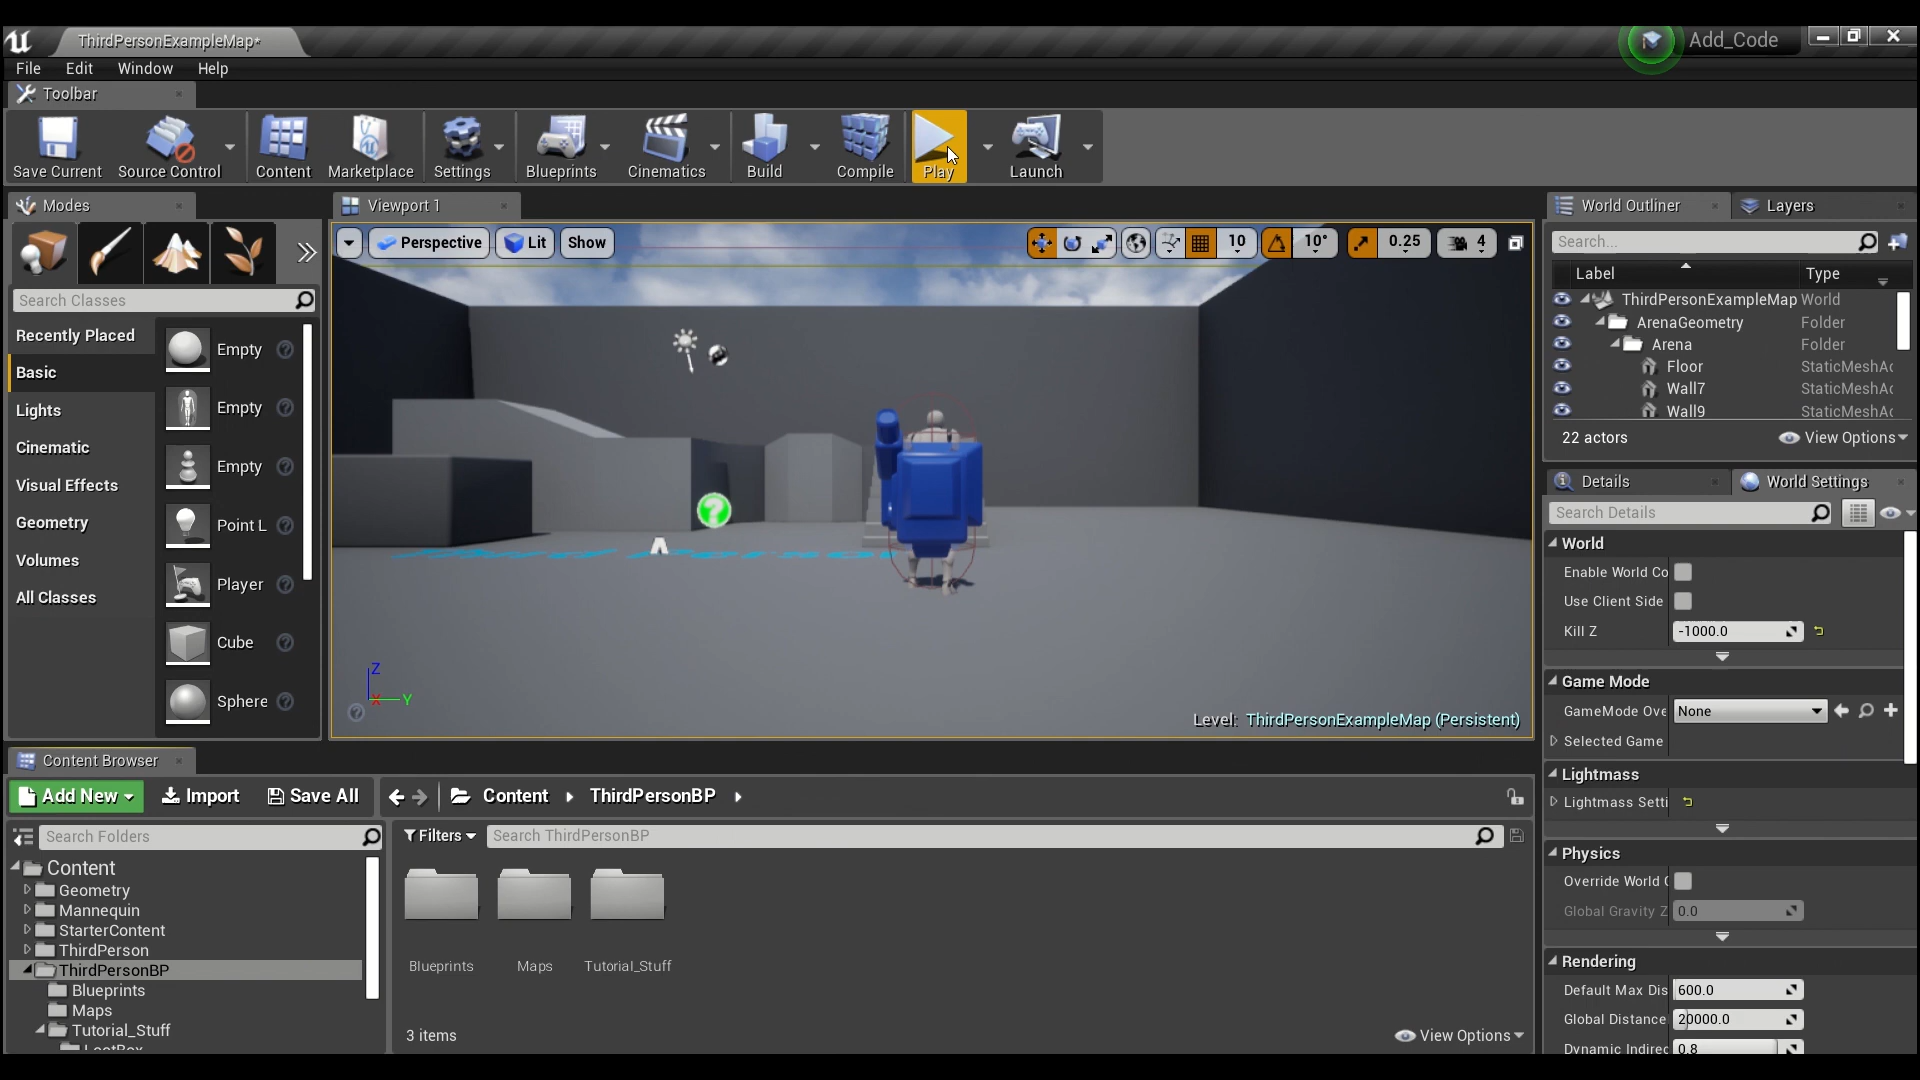 ThirdPersonExampleMap*
Add_Code
File Edit Window Help
Toolbar
Save Current Source Control Content Marketplace Settings Blueprints Cinematics Build Compile Play Launch
Modes
Viewport 1
World Outliner
Layers
Perspective Lit Show 10 10° 0.25 4
Search...
Search Classes
Label Type
Recently Placed
Basic
Lights
Cinematic
Visual Effects
Geometry
Volumes
All Classes
Empty
Empty
Empty
Point L
Player
Cube
Sphere
ThirdPersonExampleMap World
ArenaGeometry Folder
Arena Folder
Floor StaticMeshAc
Wall7 StaticMeshAc
Wall9 StaticMeshAc
22 actors View Options
Z
X Y
Level: ThirdPersonExampleMap (Persistent)
Details
World Settings
Search Details
World
Enable World Co
Use Client Side
Kill Z -1000.0
Game Mode
GameMode Ove None
Selected Game
Lightmass
Lightmass Setti
Physics
Override World G
Global Gravity Z 0.0
Rendering
Default Max Dis 600.0
Global Distance 20000.0
Dynamic Indirec 0.8
Content Browser
Add New Import Save All Content ThirdPersonBP
Search Folders
Filters Search ThirdPersonBP
Content
Geometry
Mannequin
StarterContent
ThirdPerson
ThirdPersonBP
Blueprints
Maps
Tutorial_Stuff
LootBox
Blueprints Maps Tutorial_Stuff
3 items View Options